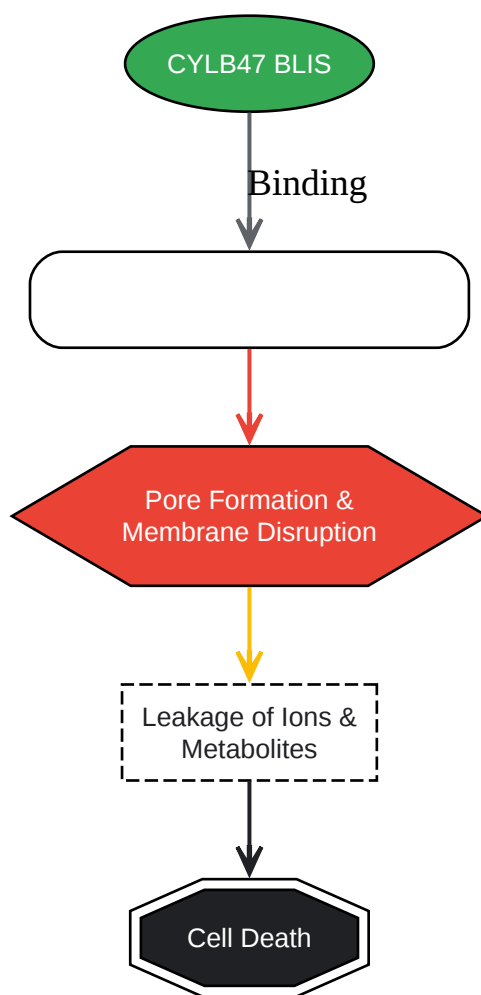 CYLB47 BLIS
Binding
Pore Formation &
Membrane Disruption
Leakage of Ions &
Metabolites
Cell Death